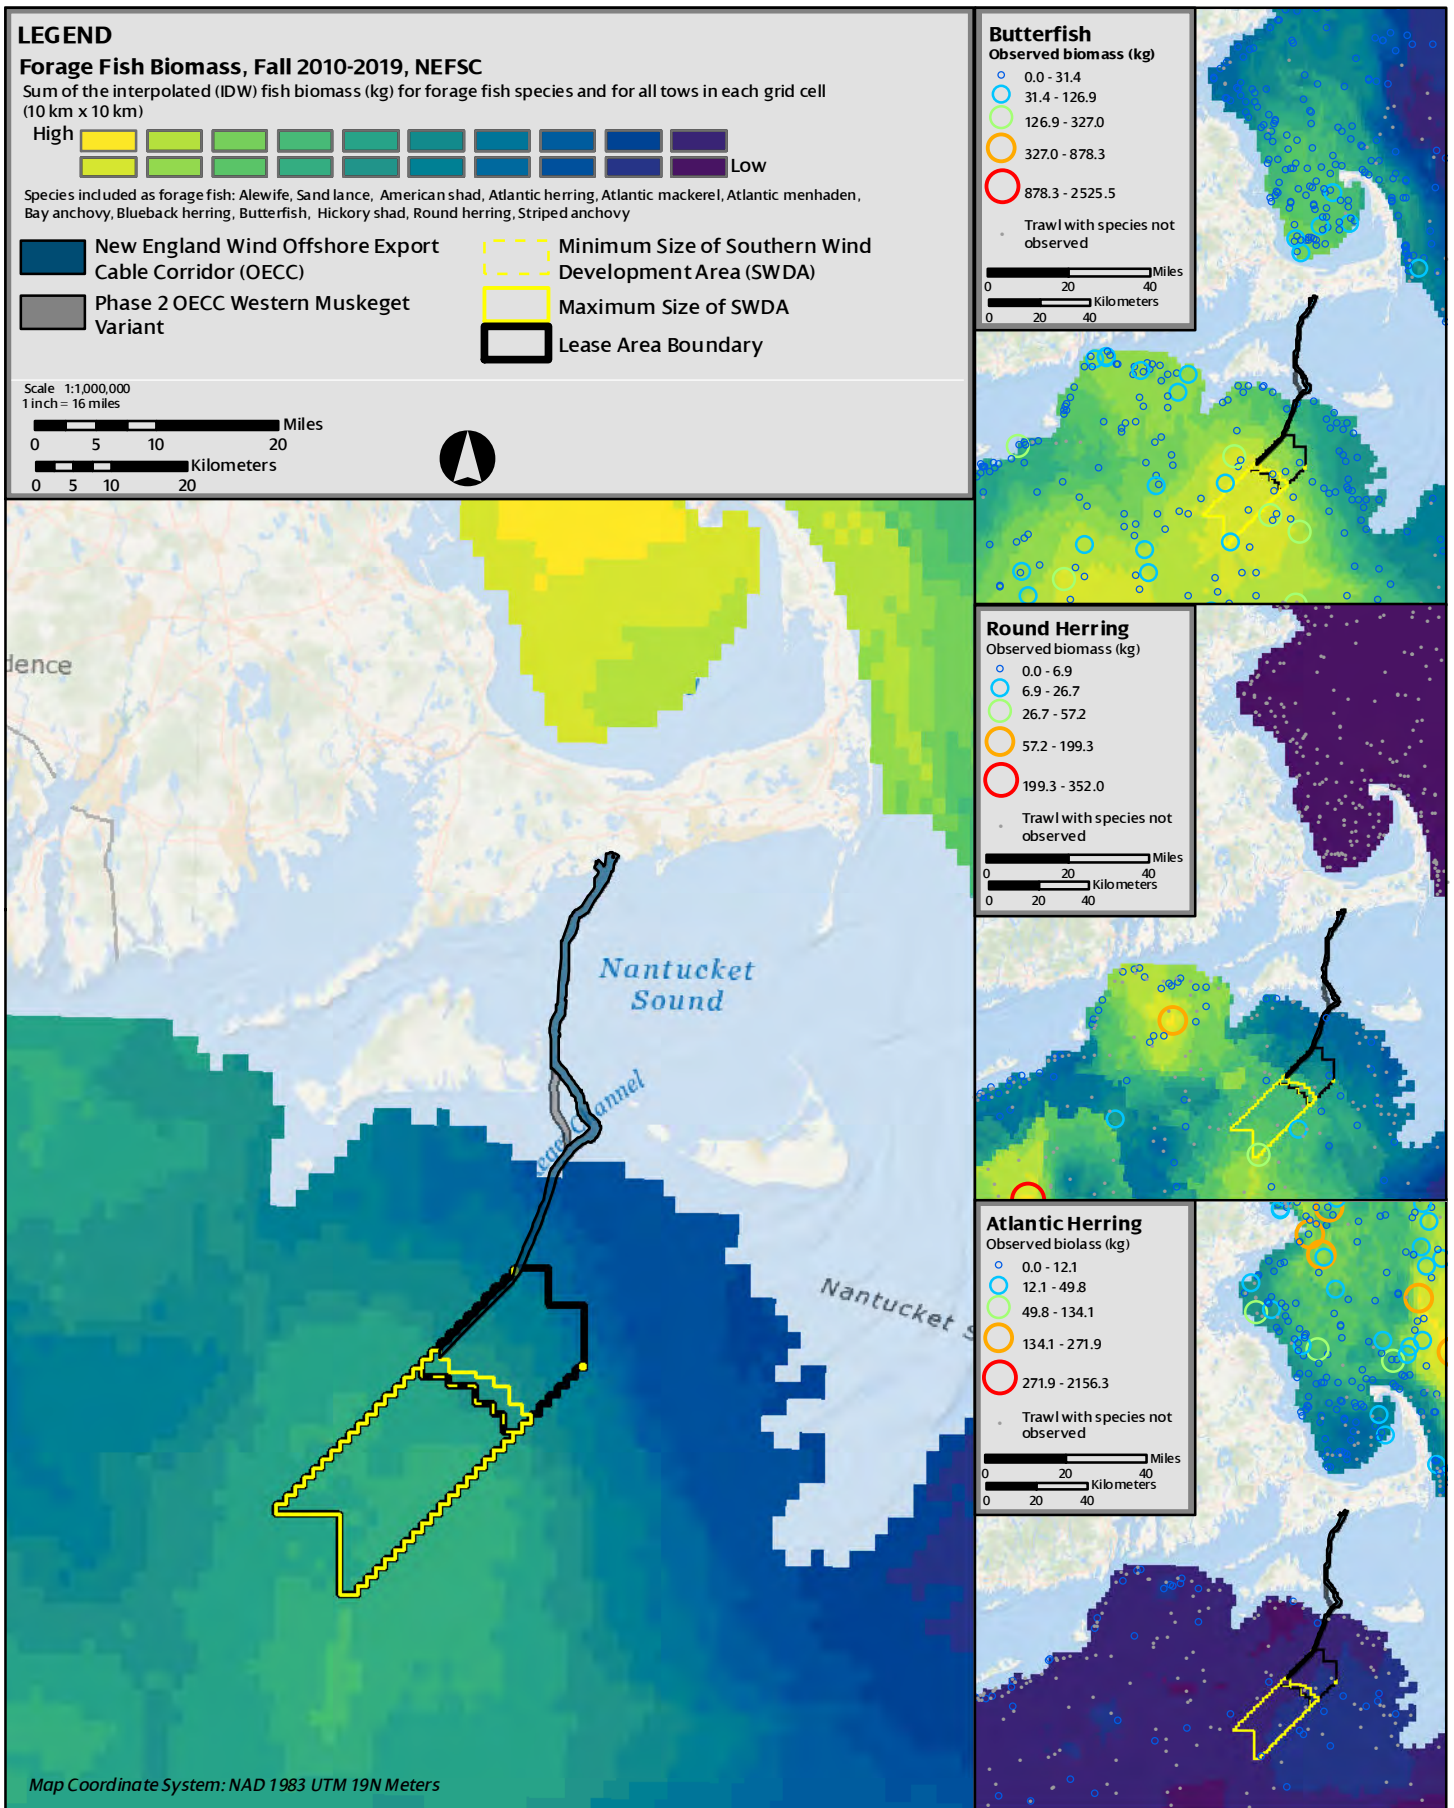 LEGEND
Forage Fish Biomass, Fall 2010-2019, NEFSC
Sum of the interpolated (IDW) fish biomass (kg) for forage fish species and for all tows in each grid cell
(10 km x 10 km)
High
Low
Species included as forage fish: Alewife, Sand lance, American shad, Atlantic herring, Atlantic mackerel, Atlantic menhaden,
Bay anchovy, Blueback herring, Butterfish, Hickory shad, Round herring, Striped anchovy
New England Wind Offshore Export
Cable Corridor (OECC)
Phase 2 OECC Western Muskeget
Variant
Minimum Size of Southern Wind
Development Area (SWDA)
Maximum Size of SWDA
Lease Area Boundary
Scale 1:1,000,000
1 inch = 16 miles
Miles
0 5 10 20
Kilometers
0 5 10 20
dence
Nantucket
Sound
Channel
Nantucket S
Map Coordinate System: NAD 1983 UTM 19N Meters
Butterfish
Observed biomass (kg)
0.0 - 31.4
31.4 - 126.9
126.9 - 327.0
327.0 - 878.3
878.3 - 2525.5
Trawl with species not
observed
Miles
0 20 40
Kilometers
0 20 40
Round Herring
Observed biomass (kg)
0.0 - 6.9
6.9 - 26.7
26.7 - 57.2
57.2 - 199.3
199.3 - 352.0
Trawl with species not
observed
Miles
0 20 40
Kilometers
0 20 40
Atlantic Herring
Observed biolass (kg)
0.0 - 12.1
12.1 - 49.8
49.8 - 134.1
134.1 - 271.9
271.9 - 2156.3
Trawl with species not
observed
Miles
0 20 40
Kilometers
0 20 40